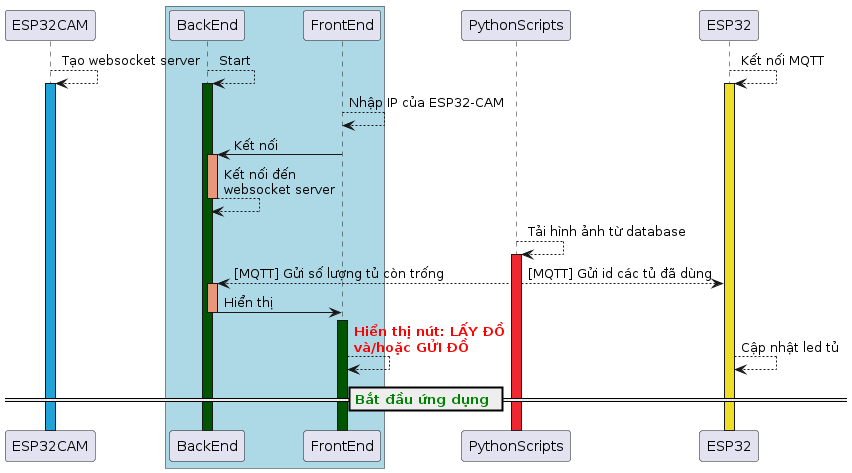 ESP32CAM
BackEnd
FrontEnd
PythonScripts
ESP32
Tạo websocket server
Start
Kết nối MQTT
Nhập IP của ESP32-CAM
Kết nối
Kết nối đến
websocket server
Tải hình ảnh từ database
[MQTT] Gửi số lượng tủ còn trống
[MQTT] Gửi id các tủ đã dùng
Hiển thị
Hiển thị nút: LẤY ĐỒ
và/hoặc GỬI ĐỒ
Cập nhật led tủ
Bắt đầu ứng dụng
ESP32CAM
BackEnd
FrontEnd
PythonScripts
ESP32